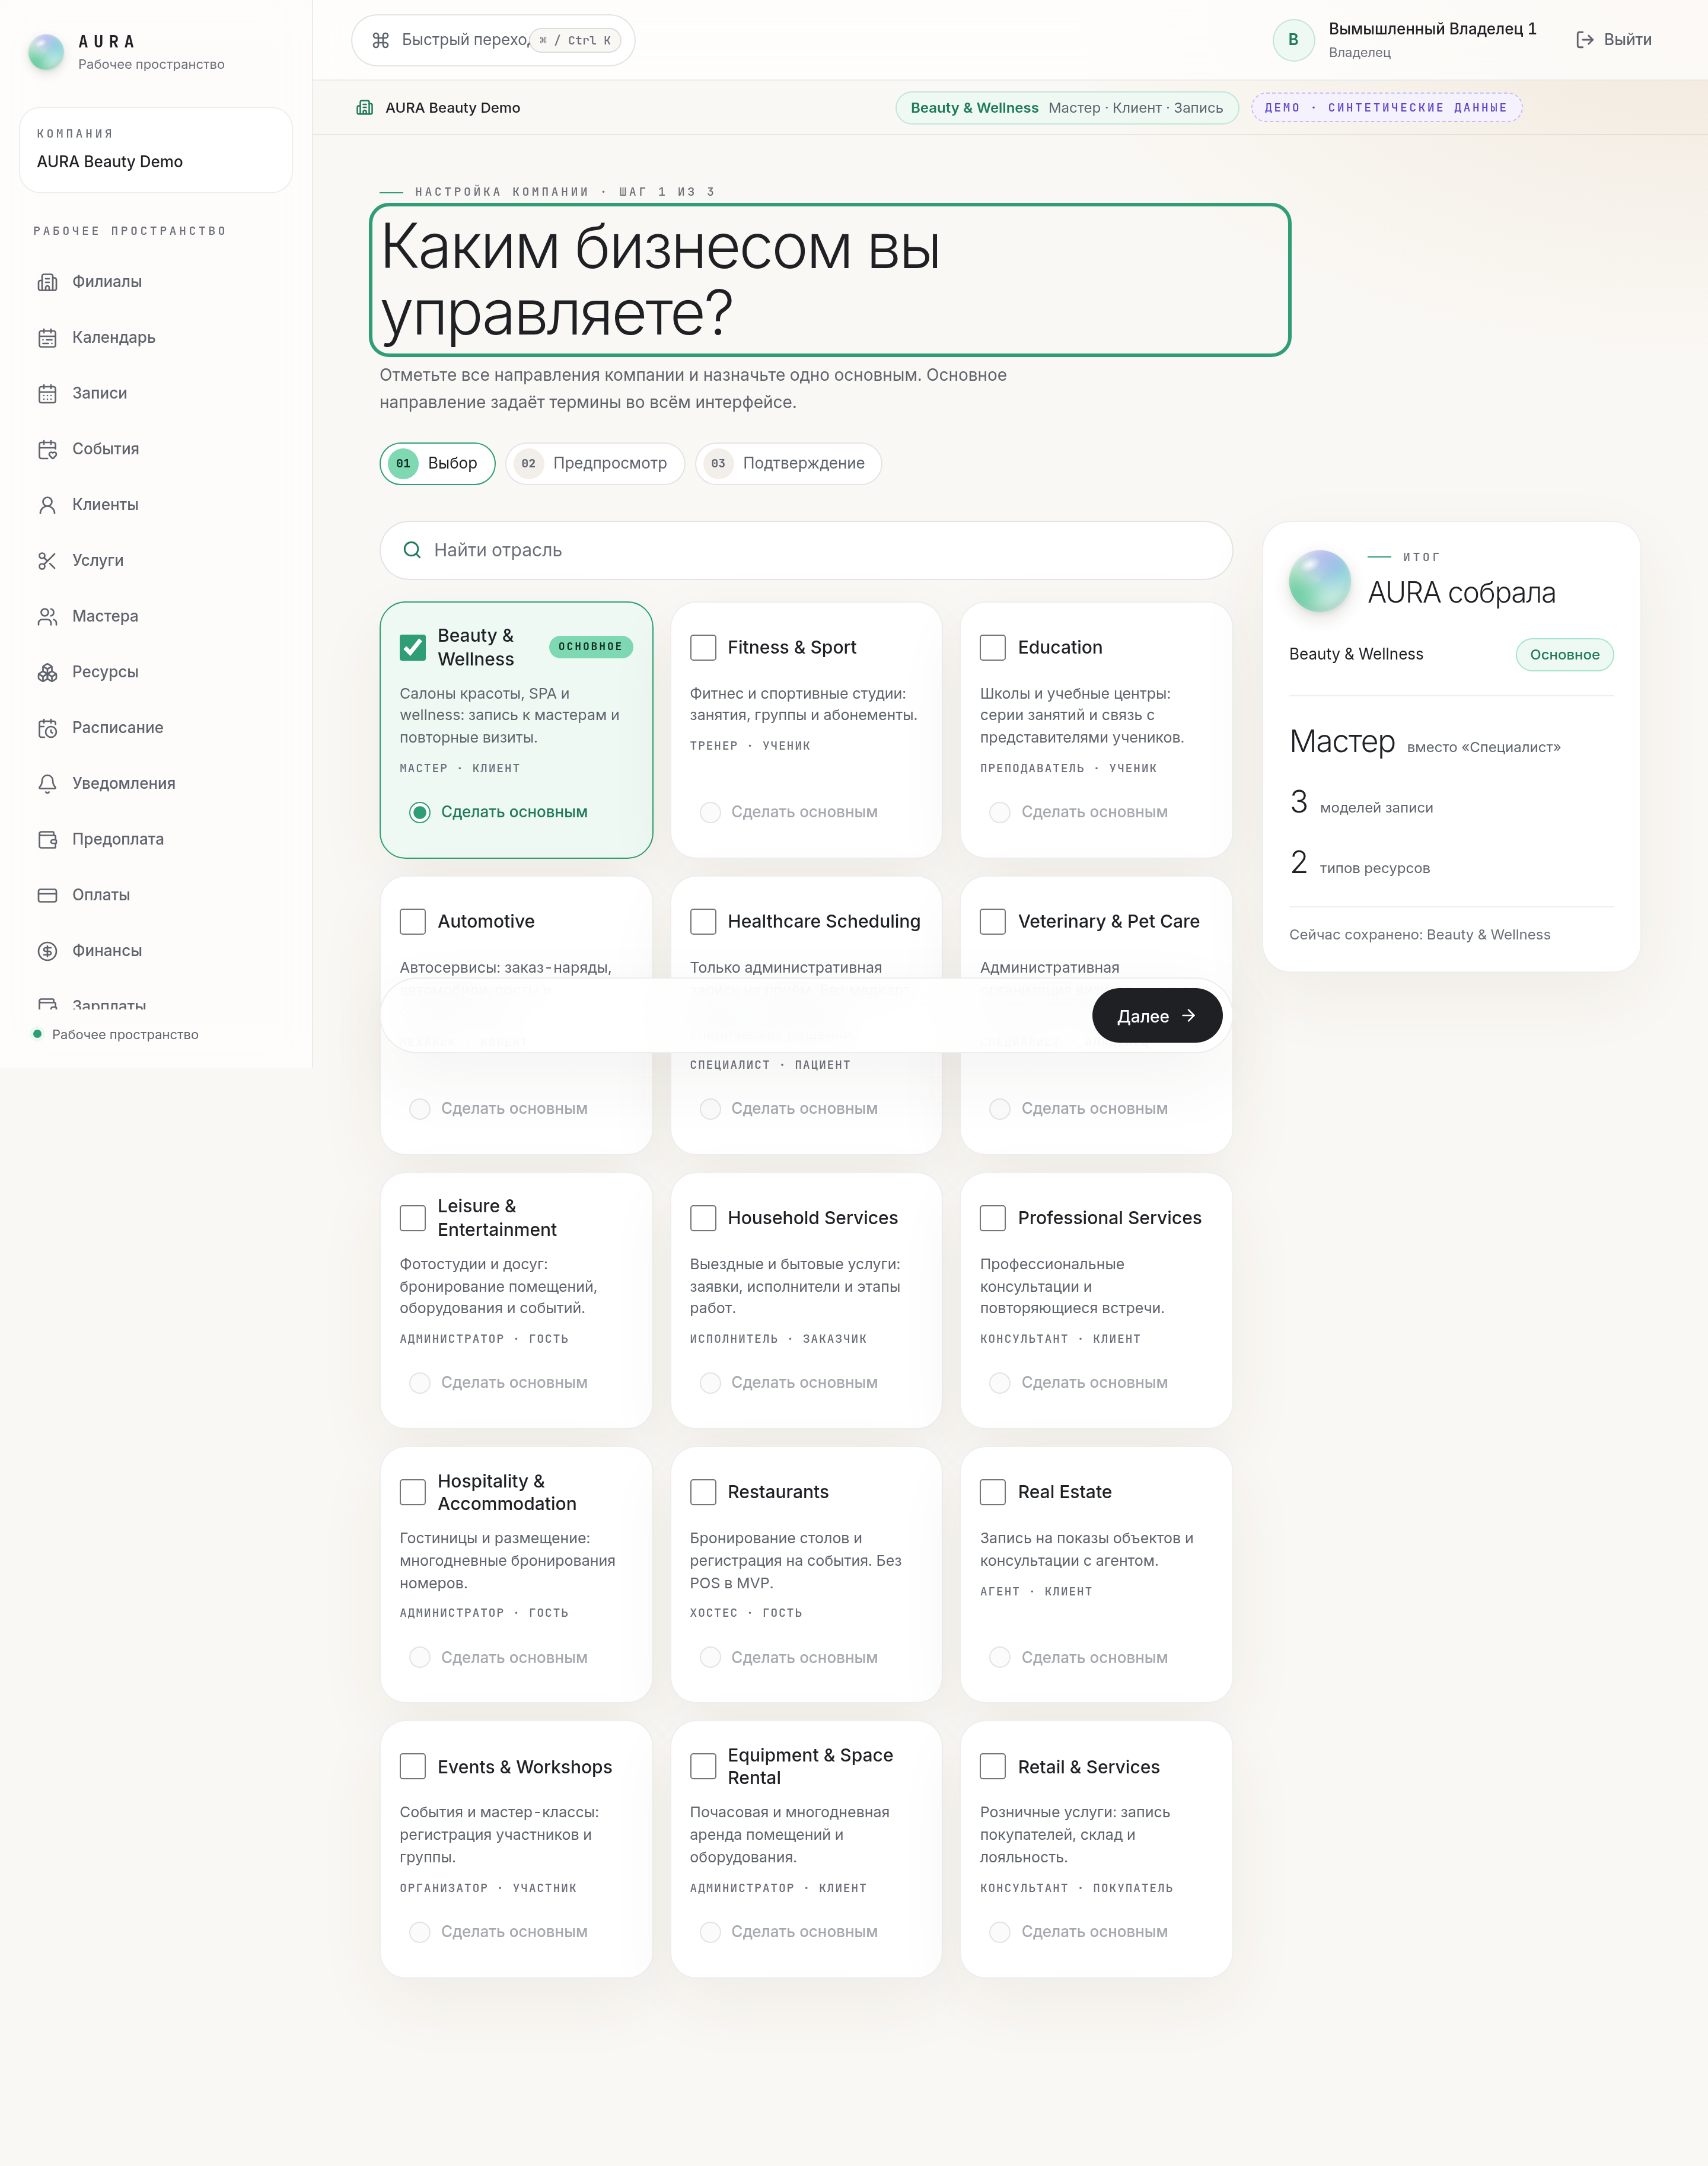 AURA
Рабочее пространство
КОМПАНИЯ
AURA Beauty Demo
РАБОЧЕЕ ПРОСТРАНСТВО
Филиалы
Календарь
Записи
События
Клиенты
Услуги
Мастера
Ресурсы
Расписание
Уведомления
Предоплата
Оплаты
Финансы
Зарплаты
Рабочее пространство
Быстрый перехо
⌘ / Ctrl K
В
Вымышленный Владелец 1
Владелец
Выйти
AURA Beauty Demo
Beauty & Wellness Мастер · Клиент · Запись
ДЕМО · СИНТЕТИЧЕСКИЕ ДАННЫЕ
НАСТРОЙКА КОМПАНИИ · ШАГ 1 ИЗ 3
Каким бизнесом вы
управляете?
Отметьте все направления компании и назначьте одно основным. Основное
направление задаёт термины во всём интерфейсе.
01 Выбор
02 Предпросмотр
03 Подтверждение
Найти отрасль
Beauty &
Wellness
ОСНОВНОЕ
Салоны красоты, SPA и
wellness: запись к мастерам и
повторные визиты.
МАСТЕР · КЛИЕНТ
Сделать основным
Fitness & Sport
Фитнес и спортивные студии:
занятия, группы и абонементы.
ТРЕНЕР · УЧЕНИК
Сделать основным
Education
Школы и учебные центры:
серии занятий и связь с
представителями учеников.
ПРЕПОДАВАТЕЛЬ · УЧЕНИК
Сделать основным
Automotive
Автосервисы: заказ-наряды,
Сделать основным
Healthcare Scheduling
Только административная
СПЕЦИАЛИСТ · ПАЦИЕНТ
Сделать основным
Veterinary & Pet Care
Административная
Сделать основным
Далее
Leisure &
Entertainment
Фотостудии и досуг:
бронирование помещений,
оборудования и событий.
АДМИНИСТРАТОР · ГОСТЬ
Сделать основным
Household Services
Выездные и бытовые услуги:
заявки, исполнители и этапы
работ.
ИСПОЛНИТЕЛЬ · ЗАКАЗЧИК
Сделать основным
Professional Services
Профессиональные
консультации и
повторяющиеся встречи.
КОНСУЛЬТАНТ · КЛИЕНТ
Сделать основным
Hospitality &
Accommodation
Гостиницы и размещение:
многодневные бронирования
номеров.
АДМИНИСТРАТОР · ГОСТЬ
Сделать основным
Restaurants
Бронирование столов и
регистрация на события. Без
POS в MVP.
ХОСТЕС · ГОСТЬ
Сделать основным
Real Estate
Запись на показы объектов и
консультации с агентом.
АГЕНТ · КЛИЕНТ
Сделать основным
Events & Workshops
События и мастер-классы:
регистрация участников и
группы.
ОРГАНИЗАТОР · УЧАСТНИК
Сделать основным
Equipment & Space
Rental
Почасовая и многодневная
аренда помещений и
оборудования.
АДМИНИСТРАТОР · КЛИЕНТ
Сделать основным
Retail & Services
Розничные услуги: запись
покупателей, склад и
лояльность.
КОНСУЛЬТАНТ · ПОКУПАТЕЛЬ
Сделать основным
ИТОГ
AURA собрала
Beauty & Wellness
Основное
Мастер вместо «Специалист»
3 моделей записи
2 типов ресурсов
Сейчас сохранено: Beauty & Wellness